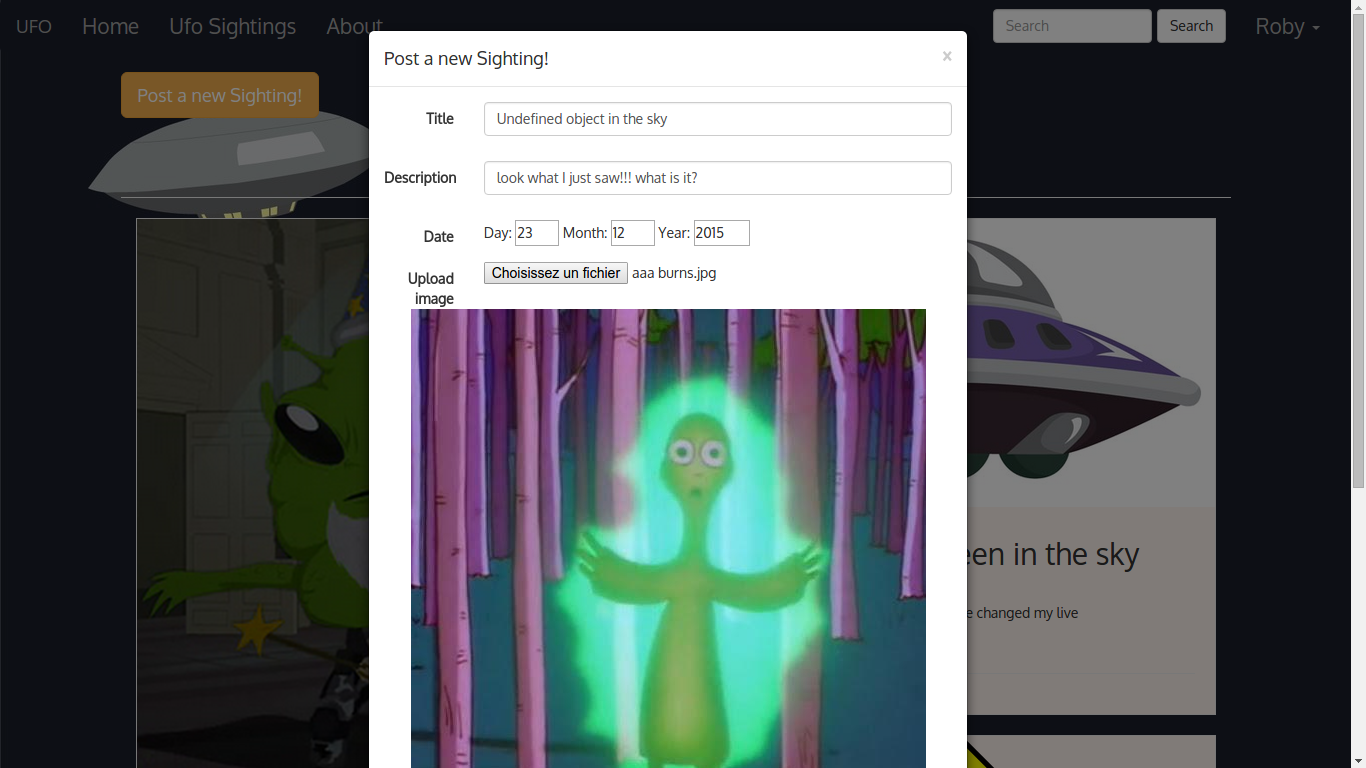 UFO Home Ufo Sightings About Search Search Roby
Post a new Sighting!
Post a new Sighting! x
Title Undefined object in the sky
Description look what I just saw!!! what is it?
Date Day: 23 Month: 12 Year: 2015
Upload image Choisissez un fichier aaa burns.jpg
een in the sky
e changed my live